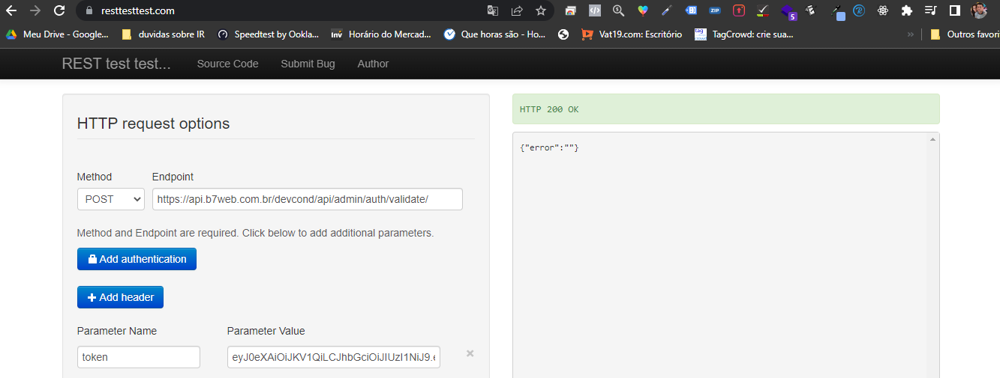 resttesttest.com
5
Meu Drive - Google...
duvidas sobre IR
Speedtest by Ookla...
Inv
Horário do Mercad...
Que horas são - Ho...
Vat19.com: Escritório
TagCrowd: crie sua...
»
Outros favori
REST test test...
Source Code
Submit Bug
Author
HTTP request options
Method
Endpoint
POST
https://api.b7web.com.br/devcond/api/admin/auth/validate/
Method and Endpoint are required. Click below to add additional parameters.
Add authentication
Add header
Parameter Name
Parameter Value
token
eyJ0eXAiOiJKV1QiLCJhbGciOiJIUzI1NiJ9.e
×
HTTP 200 OK
{"error":""}